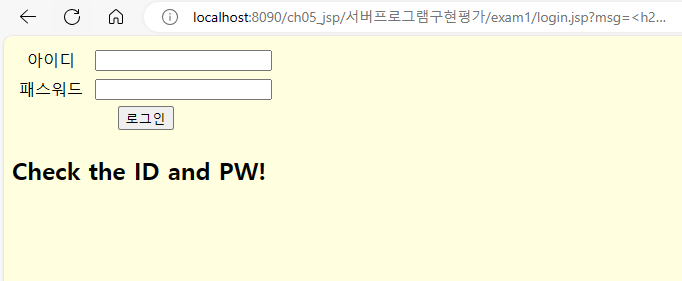 localhost:8090/ch05_jsp/서버프로그램구현평가/exam1/login.jsp?msg=<h2...
아이디
패스워드
로그인
Check the ID and PW!